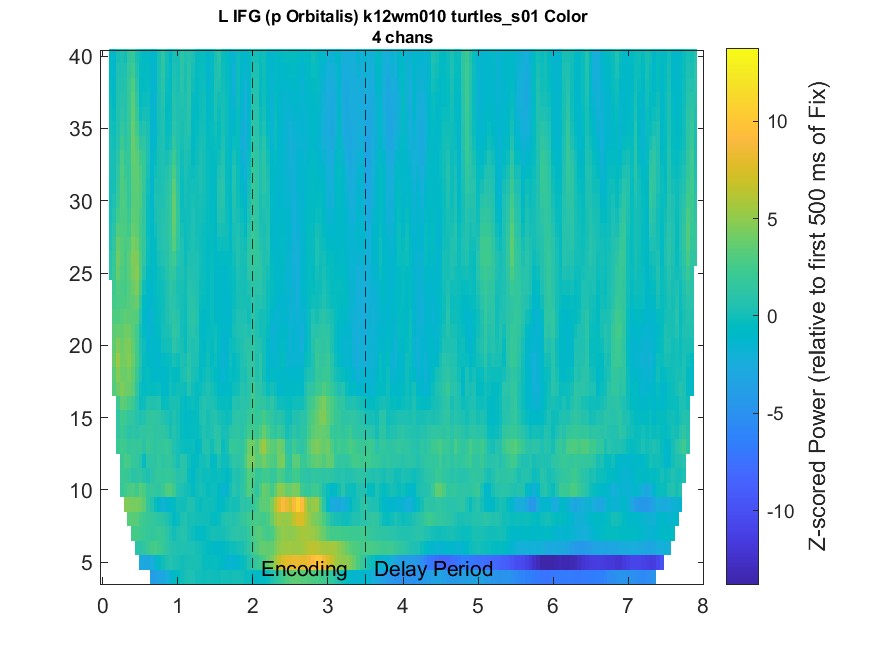 L IFG (p Orbitalis) k12wm010 turtles_s01 Color
4 chans
40
35
30
25
20
15
10
5
0 1 2 3 4 5 6 7 8
Encoding
Delay Period
10
5
0
-5
-10
Z-scored Power (relative to first 500 ms of Fix)